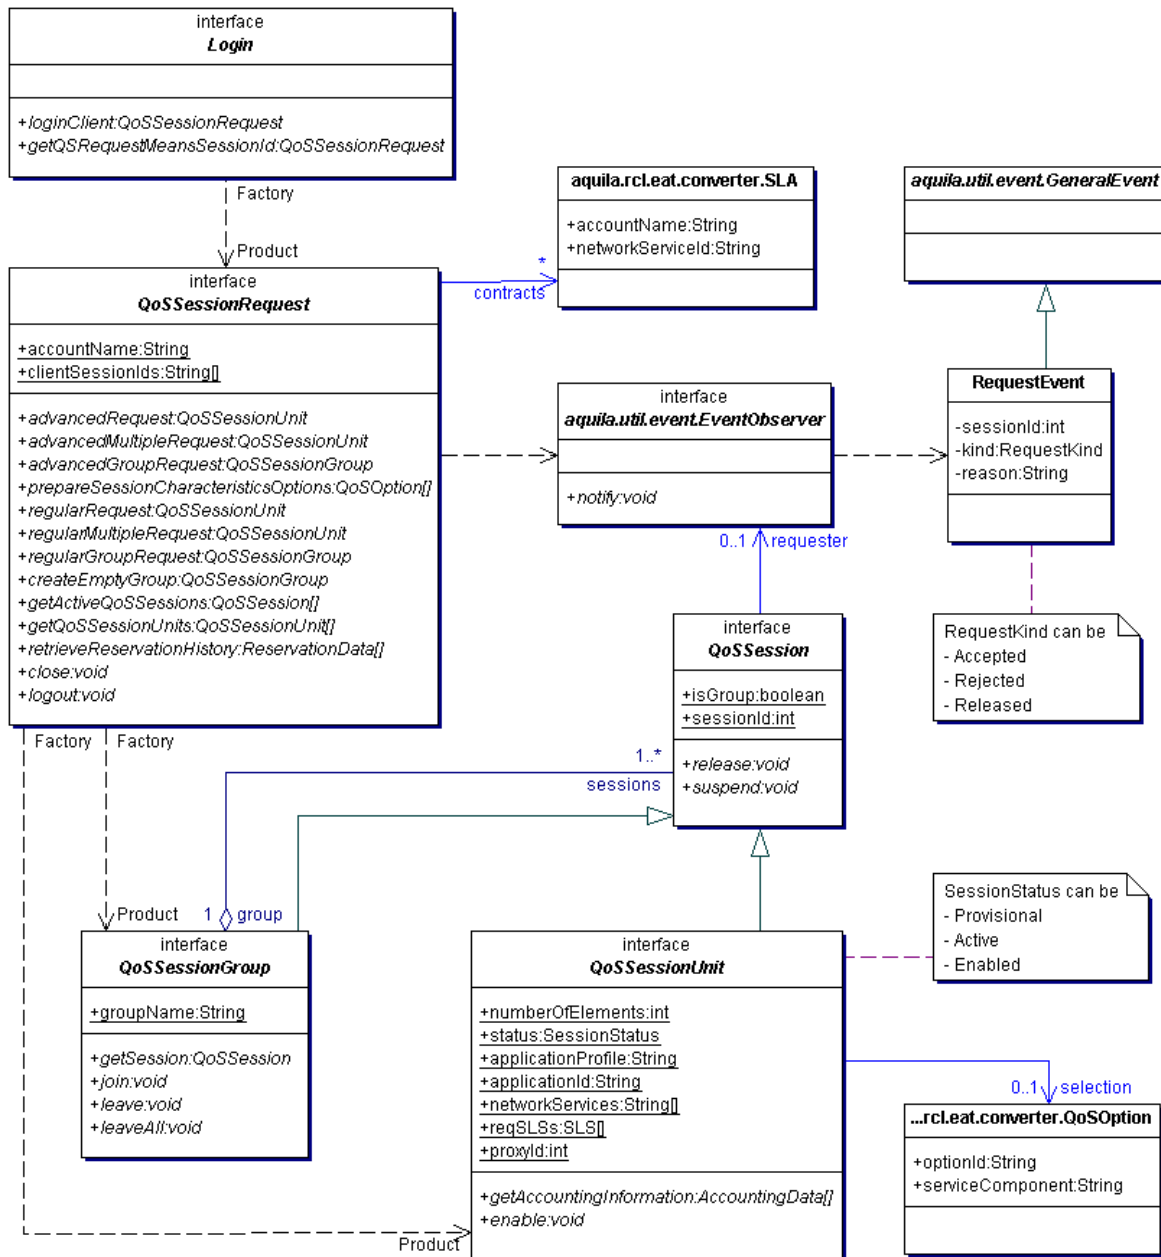 interface
Login
+loginClient:QoSSessionRequest
+getQSRequestMeansSessionId:QoSSessionRequest
Factory
Product
aquila.rcl.eat.converter.SLA
+accountName:String
+networkServiceId:String
aquila.util.event.GeneralEvent
interface
QoSSessionRequest
+accountName:String
+clientSessionIds:String[]
+advancedRequest:QoSSessionUnit
+advancedMultipleRequest:QoSSessionUnit
+advancedGroupRequest:QoSSessionGroup
+prepareSessionCharacteristicsOptions:QoSOption[]
+regularRequest:QoSSessionUnit
+regularMultipleRequest:QoSSessionUnit
+regularGroupRequest:QoSSessionGroup
+createEmptyGroup:QoSSessionGroup
+getActiveQoSSessions:QoSSession[]
+getQoSSessionUnits:QoSSessionUnit[]
+retrieveReservationHistory:ReservationData[]
+close:void
+logout:void
*
contracts
interface
aquila.util.event.EventObserver
+notify:void
RequestEvent
-sessionId:int
-kind:RequestKind
-reason:String
0..1
requester
RequestKind can be
- Accepted
- Rejected
- Released
interface
QoSSession
+isGroup:boolean
+sessionId:int
+release:void
+suspend:void
Factory
Factory
1..*
sessions
Product
1
group
interface
QoSSessionGroup
+groupName:String
+getSession:QoSSession
+join:void
+leave:void
+leaveAll:void
interface
QoSSessionUnit
+numberOfElements:int
+status:SessionStatus
+applicationProfile:String
+applicationId:String
+networkServices:String[]
+reqSLSs:SLS[]
+proxyId:int
+getAccountingInformation:AccountingData[]
+enable:void
Product
SessionStatus can be
- Provisional
- Active
- Enabled
0..1
selection
...rcl.eat.converter.QoSOption
+optionId:String
+serviceComponent:String